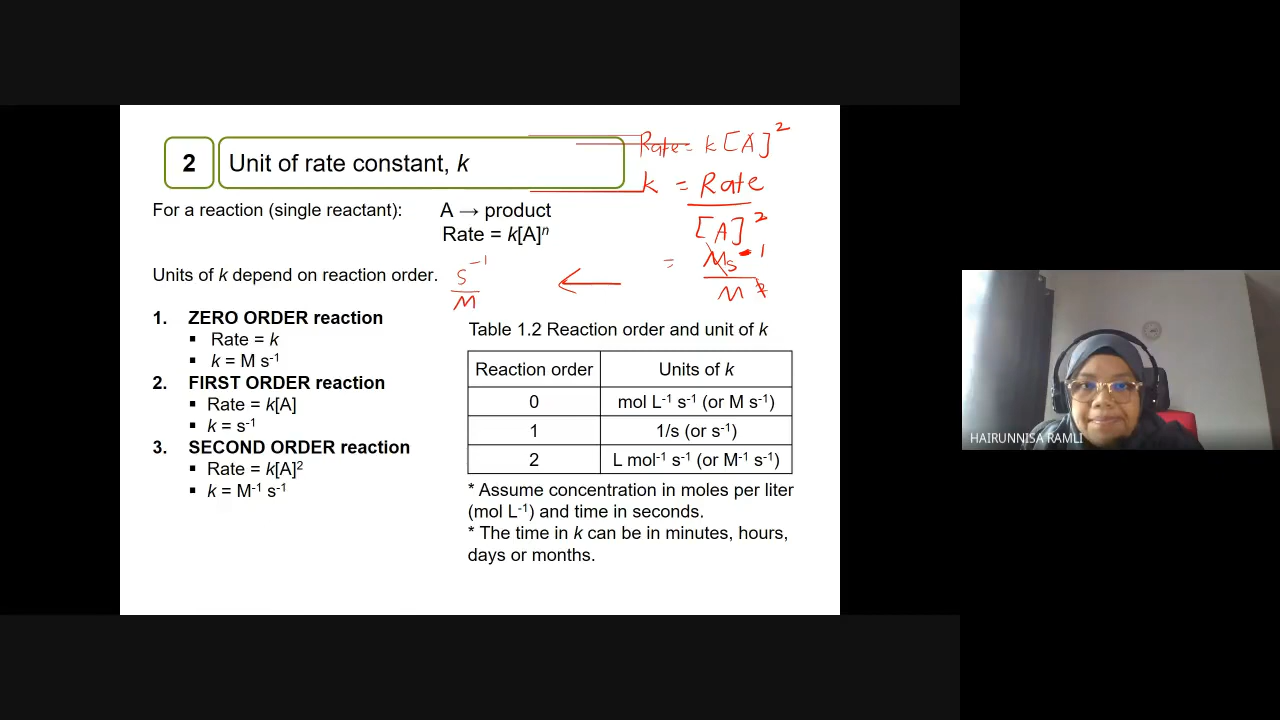 2
Unit of rate constant, k
Rate = k [A]²
k = Rate
[A]²
= Ms⁻¹
M²
For a reaction (single reactant): A → product
Rate = k[A]ⁿ
Units of k depend on reaction order.
s⁻¹
M
←
1. ZERO ORDER reaction
▪ Rate = k
▪ k = M s⁻¹
2. FIRST ORDER reaction
▪ Rate = k[A]
▪ k = s⁻¹
3. SECOND ORDER reaction
▪ Rate = k[A]²
▪ k = M⁻¹ s⁻¹
Table 1.2 Reaction order and unit of k
Reaction order Units of k
0 mol L⁻¹ s⁻¹ (or M s⁻¹)
1 1/s (or s⁻¹)
2 L mol⁻¹ s⁻¹ (or M⁻¹ s⁻¹)
* Assume concentration in moles per liter
(mol L⁻¹) and time in seconds.
* The time in k can be in minutes, hours,
days or months.
HAIRUNNISA RAMLI